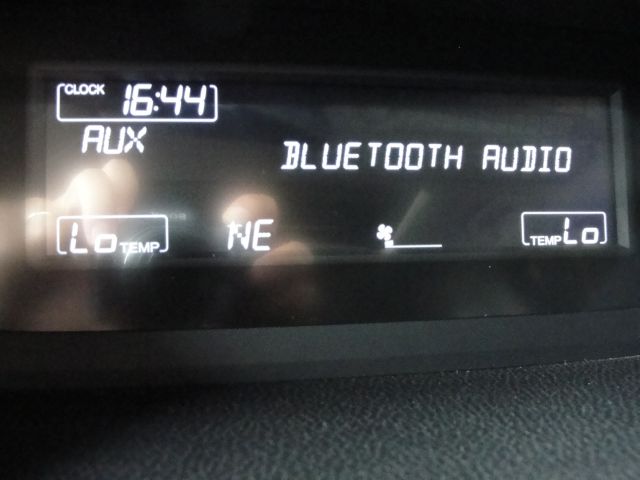 CLOCK 16:44
AUX
BLUETOOTH AUDIO
Lo TEMP NE TEMP Lo